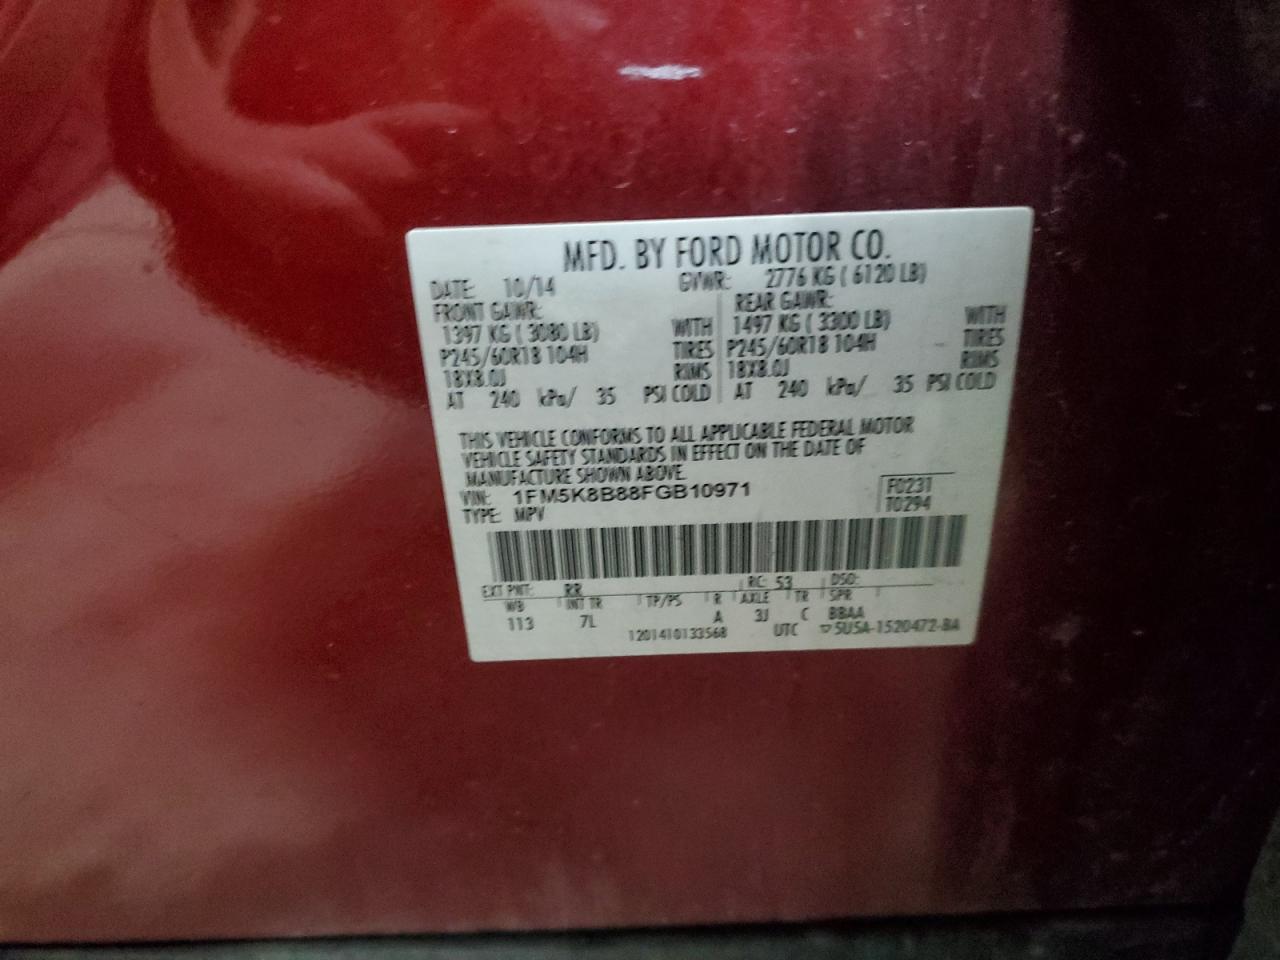 MFD. BY FORD MOTOR CO.
DATE: 10/14 GVWR: 2776 KG ( 6120 LB)
FRONT GAWR: REAR GAWR:
1397 KG ( 3080 LB) WITH 1497 KG ( 3300 LB) WITH
P245/60R18 104H TIRES P245/60R18 104H TIRES
18X8.0J RIMS 18X8.0J RIMS
AT 240 kPa/ 35 PSI COLD AT 240 kPa/ 35 PSI COLD
THIS VEHICLE CONFORMS TO ALL APPLICABLE FEDERAL MOTOR
VEHICLE SAFETY STANDARDS IN EFFECT ON THE DATE OF
MANUFACTURE SHOWN ABOVE.
VIN: 1FM5K8B88FGB10971 F0231
TYPE: MPV T0294
EXT PNT: RR RC: 53 DSO:
WB INT TR TP/PS R AXLE TR SPR
113 7L A 3J C BBAA
1201410133568 UTC ▽5U5A-1520472-BA